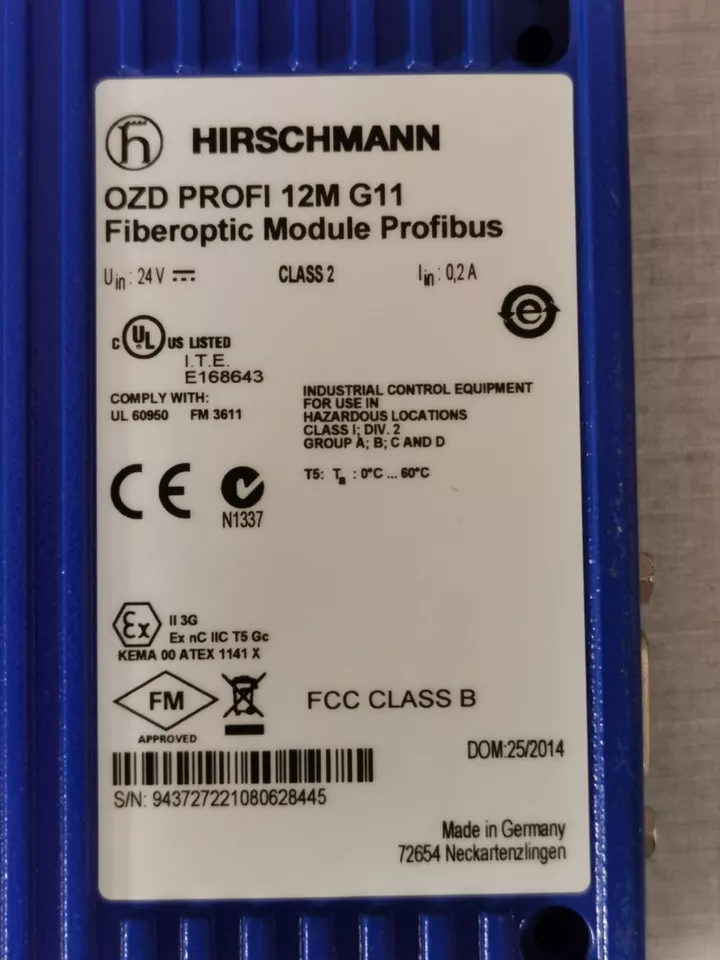 HIRSCHMANN
OZD PROFI 12M G11
Fiberoptic Module Profibus
Uin: 24 V CLASS 2 Iin: 0,2 A
e
C UL US LISTED
I.T.E.
E168643
COMPLY WITH:
UL 60950 FM 3611
INDUSTRIAL CONTROL EQUIPMENT
FOR USE IN
HAZARDOUS LOCATIONS
CLASS I; DIV. 2
GROUP A; B; C AND D
T5: Ta : 0°C ... 60°C
CE
N1337
Ex II 3G
Ex nC IIC T5 Gc
KEMA 00 ATEX 1141 X
FM
APPROVED
FCC CLASS B
DOM:25/2014
S/N: 943727221080628445
Made in Germany
72654 Neckartenzlingen